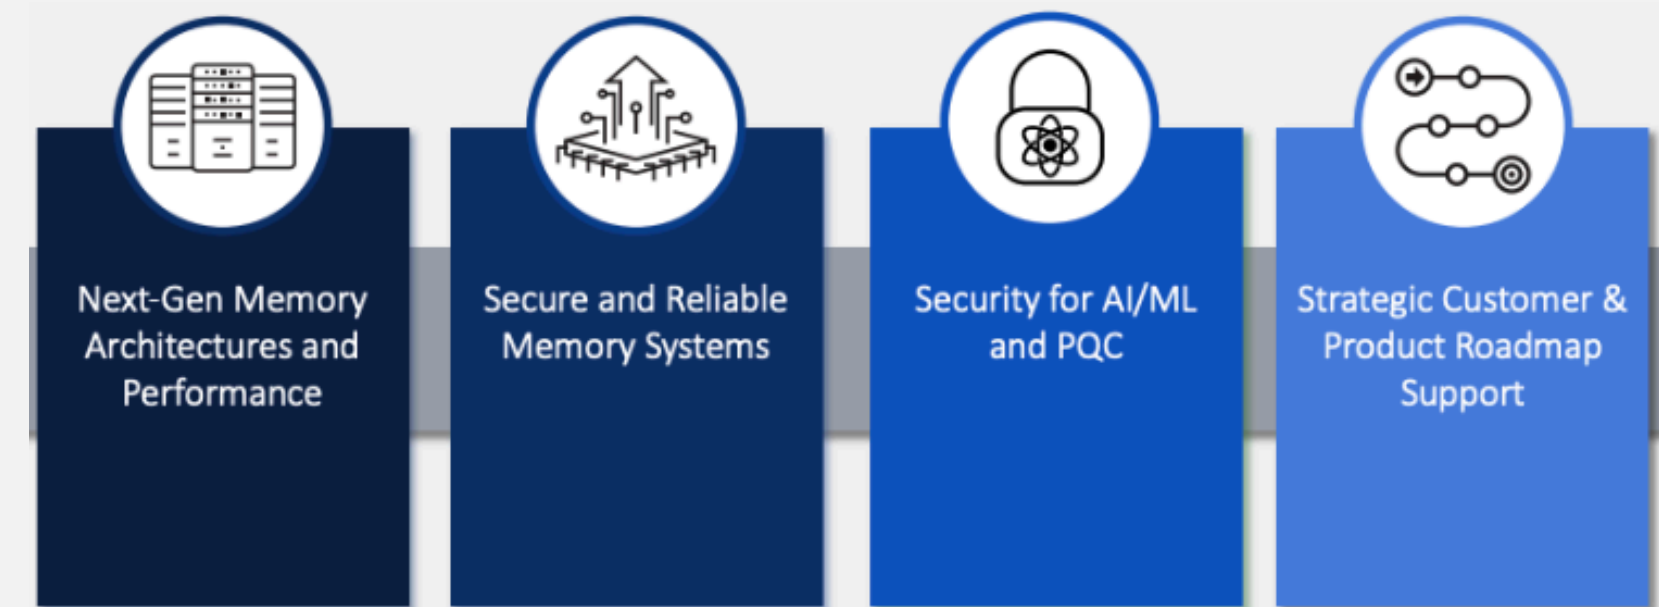 Next-Gen Memory
Architectures and
Performance
Secure and Reliable
Memory Systems
Security for AI/ML
and PQC
Strategic Customer &
Product Roadmap
Support